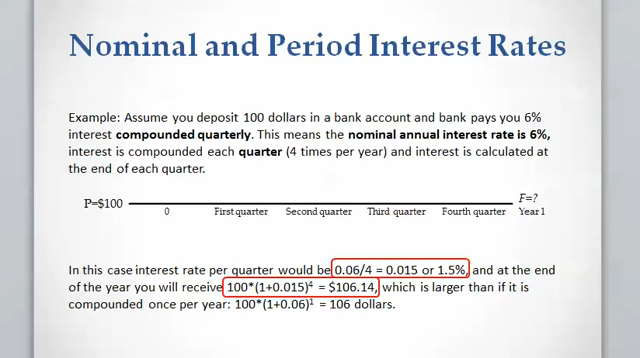 Nominal and Period Interest Rates
Example: Assume you deposit 100 dollars in a bank account and bank pays you 6%
interest compounded quarterly. This means the nominal annual interest rate is 6%,
interest is compounded each quarter (4 times per year) and interest is calculated at
the end of each quarter.
P=$100
F=?
0 First quarter Second quarter Third quarter Fourth quarter Year1
In this case interest rate per quarter would be 0.06/4 = 0.015 or 1.5%, and at the end
of the year you will receive 100*(1+0.015)⁴ = $106.14, which is larger than if it is
compounded once per year: 100*(1+0.06)¹ = 106 dollars.